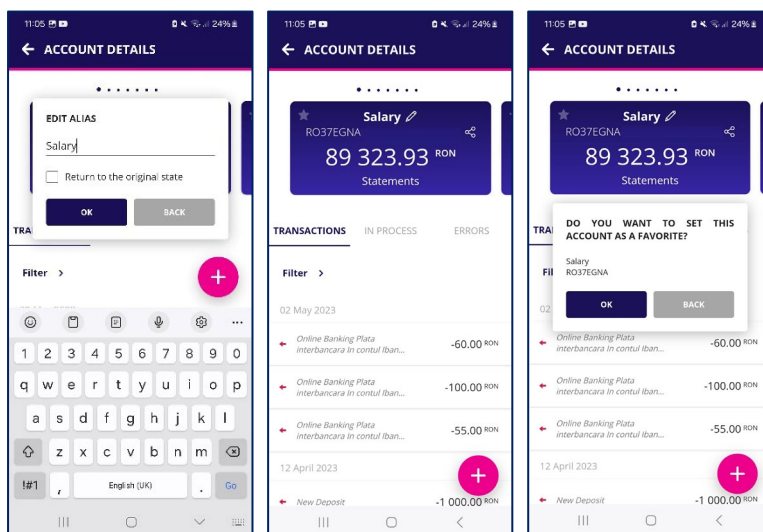 11:05
24%
ACCOUNT DETAILS
EDIT ALIAS
Salary
Return to the original state
OK
BACK
TRA
Filter >
1 2 3 4 5 6 7 8 9 0
q w e r t y u i o p
a s d f g h j k l
z x c v b n m
!#1 , English (UK) . Go
11:05
24%
ACCOUNT DETAILS
Salary
RO37EGNA
89 323.93 RON
Statements
TRANSACTIONS
IN PROCESS
ERRORS
Filter >
02 May 2023
Online Banking Plata
interbancara In contul Iban...
-60.00 RON
Online Banking Plata
interbancara In contul Iban...
-100.00 RON
Online Banking Plata
interbancara In contul Iban...
-55.00 RON
12 April 2023
New Deposit
-1 000.00 RON
11:05
24%
ACCOUNT DETAILS
Salary
RO37EGNA
89 323.93 RON
Statements
TRA
DO YOU WANT TO SET THIS
ACCOUNT AS A FAVORITE?
Salary
RO37EGNA
OK
BACK
Fil
02
Online Banking Plata
interbancara In contul Iban...
-60.00 RON
Online Banking Plata
interbancara In contul Iban...
-100.00 RON
Online Banking Plata
interbancara In contul Iban...
-55.00 RON
12 April 2023
New Deposit
-1 000.00 RON